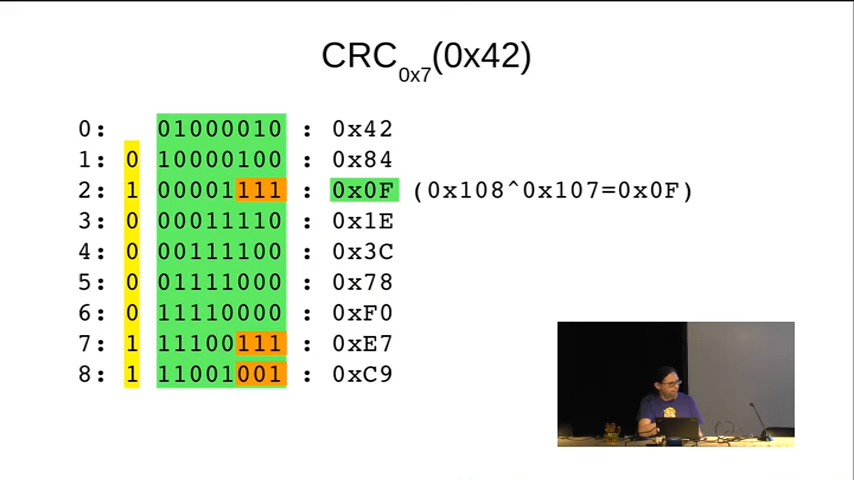 CRC0x7(0x42)
0: 01000010 : 0x42
1: 0 10000100 : 0x84
2: 1 00001111 : 0x0F (0x108^0x107=0x0F)
3: 0 00011110 : 0x1E
4: 0 00111100 : 0x3C
5: 0 01111000 : 0x78
6: 0 11110000 : 0xF0
7: 1 11100111 : 0xE7
8: 1 11001001 : 0xC9